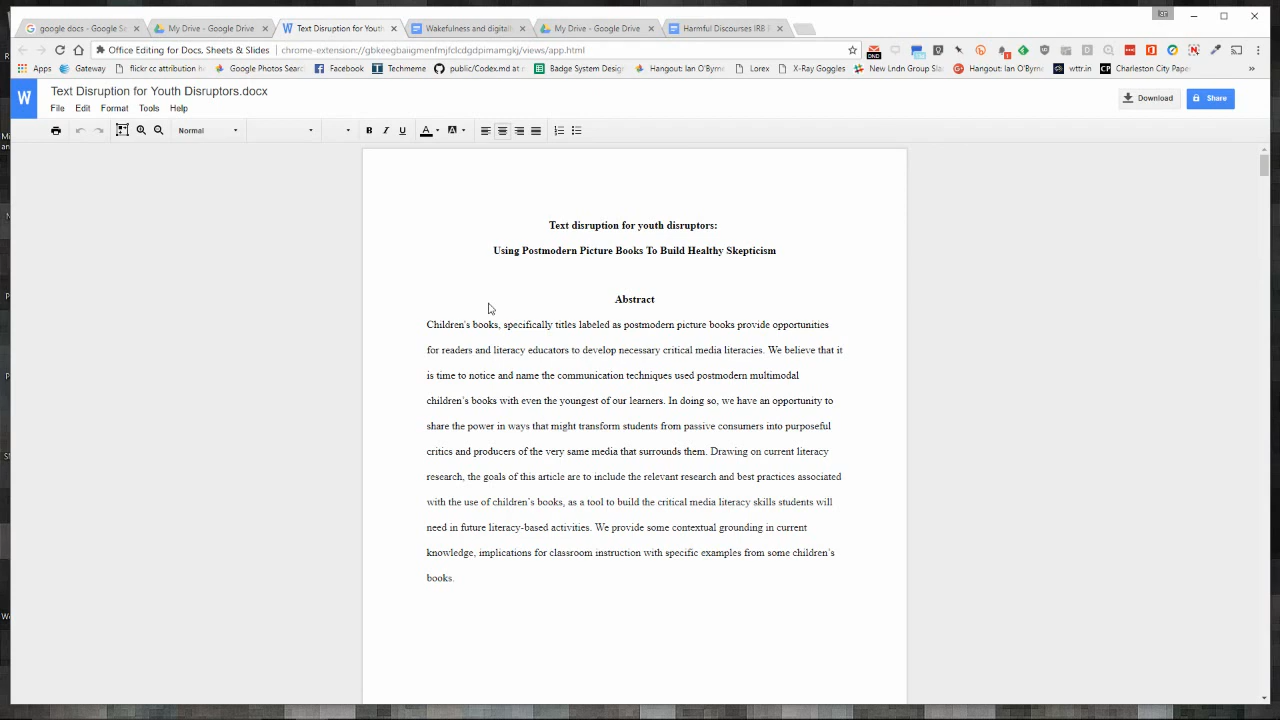 google docs - Google Se
My Drive - Google Drive
Text Disruption for Youth
Wakefulness and digitall
My Drive - Google Drive
Harmful Discourses IRB
Office Editing for Docs, Sheets & Slides
chrome-extension://gbkeegbaiigmenfmjfclcdgdpimamgkj/views/app.html
Apps
Gateway
flickr cc attribution h
Google Photos Searc
Facebook
Techmeme
public/Codex.md at m
Badge System Design
Hangout: Ian O'Byrne
Lorex
X-Ray Goggles
New Lndn Group Sla
Hangout: Ian O'Byrne
wttr.in
Charleston City Pape
»
W
Text Disruption for Youth Disruptors.docx
File Edit Format Tools Help
Download
Share
Normal
B I U A A
Text disruption for youth disruptors:
Using Postmodern Picture Books To Build Healthy Skepticism
Abstract
Children's books, specifically titles labeled as postmodern picture books provide opportunities
for readers and literacy educators to develop necessary critical media literacies. We believe that it
is time to notice and name the communication techniques used postmodern multimodal
children's books with even the youngest of our learners. In doing so, we have an opportunity to
share the power in ways that might transform students from passive consumers into purposeful
critics and producers of the very same media that surrounds them. Drawing on current literacy
research, the goals of this article are to include the relevant research and best practices associated
with the use of children's books, as a tool to build the critical media literacy skills students will
need in future literacy-based activities. We provide some contextual grounding in current
knowledge, implications for classroom instruction with specific examples from some children's
books.